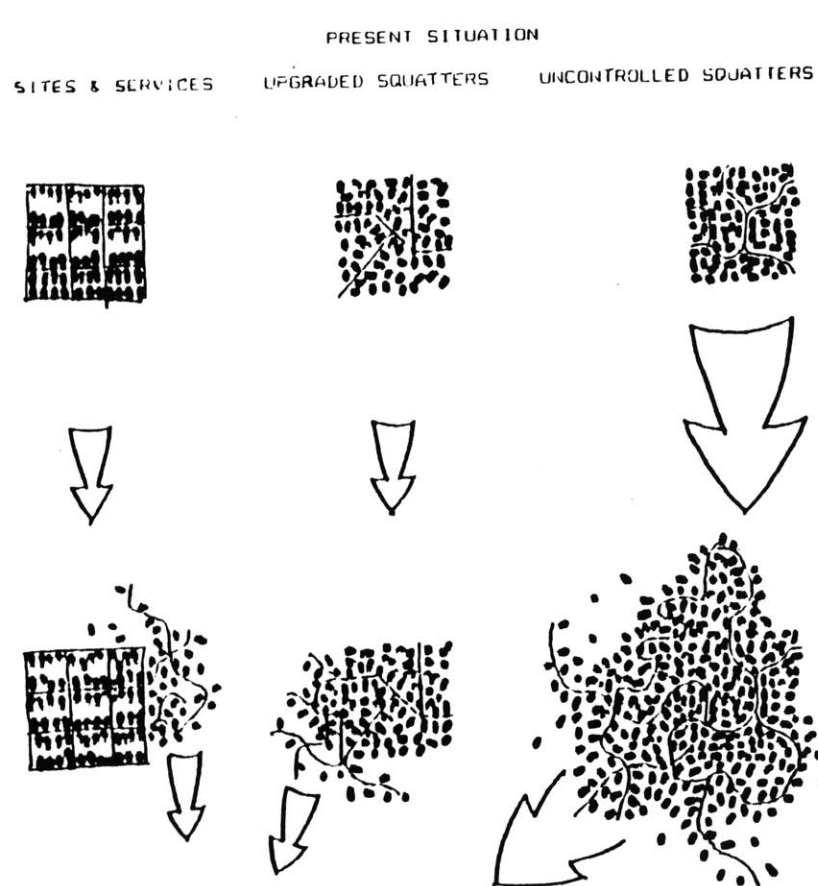 PRESENT SITUATION
SITES & SERVICES UPGRADED SQUATTERS UNCONTROLLED SQUATTERS